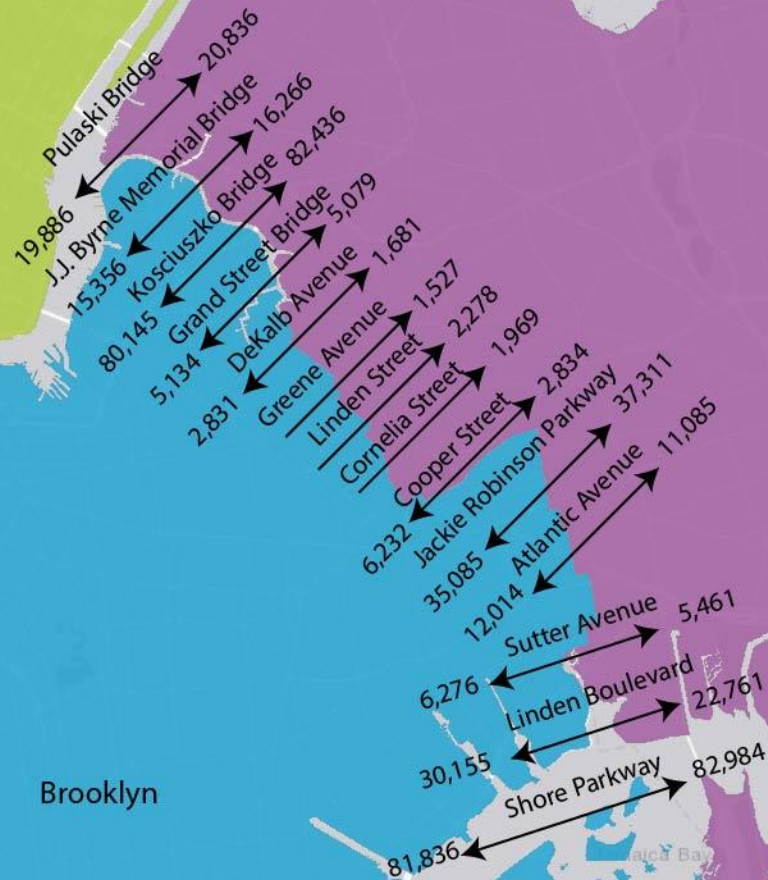 20,836
Pulaski Bridge
19,886
16,266
J.J. Byrne Memorial Bridge
15,356
82,436
Kosciuszko Bridge
80,145
5,079
Grand Street Bridge
5,134
1,681
DeKalb Avenue
2,831
1,527
Greene Avenue
2,278
Linden Street
1,969
Cornelia Street
2,834
Cooper Street
6,232
37,311
Jackie Robinson Parkway
35,085
11,085
Atlantic Avenue
12,014
5,461
Sutter Avenue
6,276
22,761
Linden Boulevard
30,155
82,984
Shore Parkway
81,836
Brooklyn
Jamaica Bay